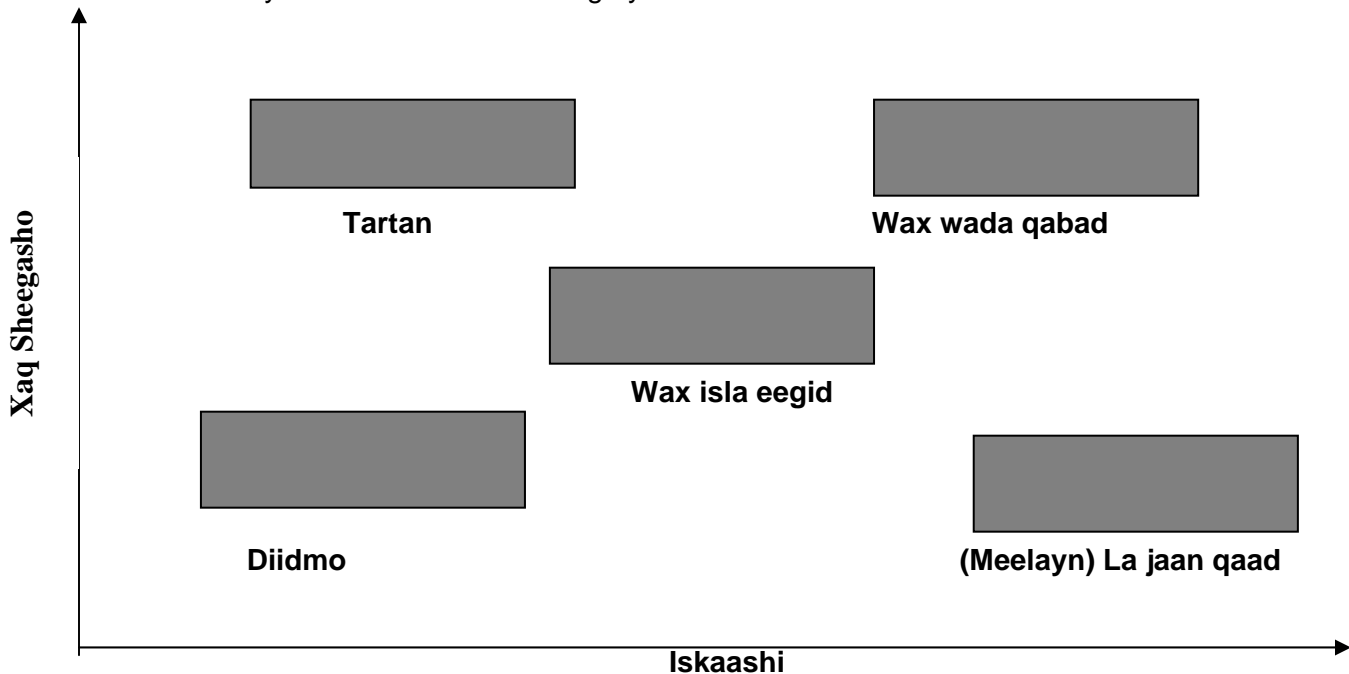 Tartan
Wax wada qabad
Xaq Sheegasho
Wax isla eegid
Diidmo
(Meelayn) La jaan qaad
Iskaashi